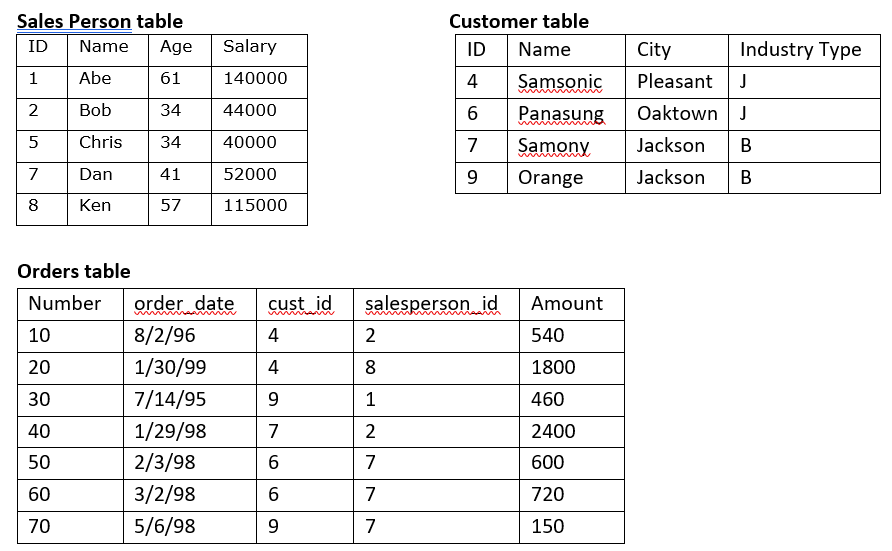 Sales Person table
ID Name Age Salary
1 Abe 61 140000
2 Bob 34 44000
5 Chris 34 40000
7 Dan 41 52000
8 Ken 57 115000
Customer table
ID Name City Industry Type
4 Samsonic Pleasant J
6 Panasung Oaktown J
7 Samony Jackson B
9 Orange Jackson B
Orders table
Number order_date cust_id salesperson_id Amount
10 8/2/96 4 2 540
20 1/30/99 4 8 1800
30 7/14/95 9 1 460
40 1/29/98 7 2 2400
50 2/3/98 6 7 600
60 3/2/98 6 7 720
70 5/6/98 9 7 150